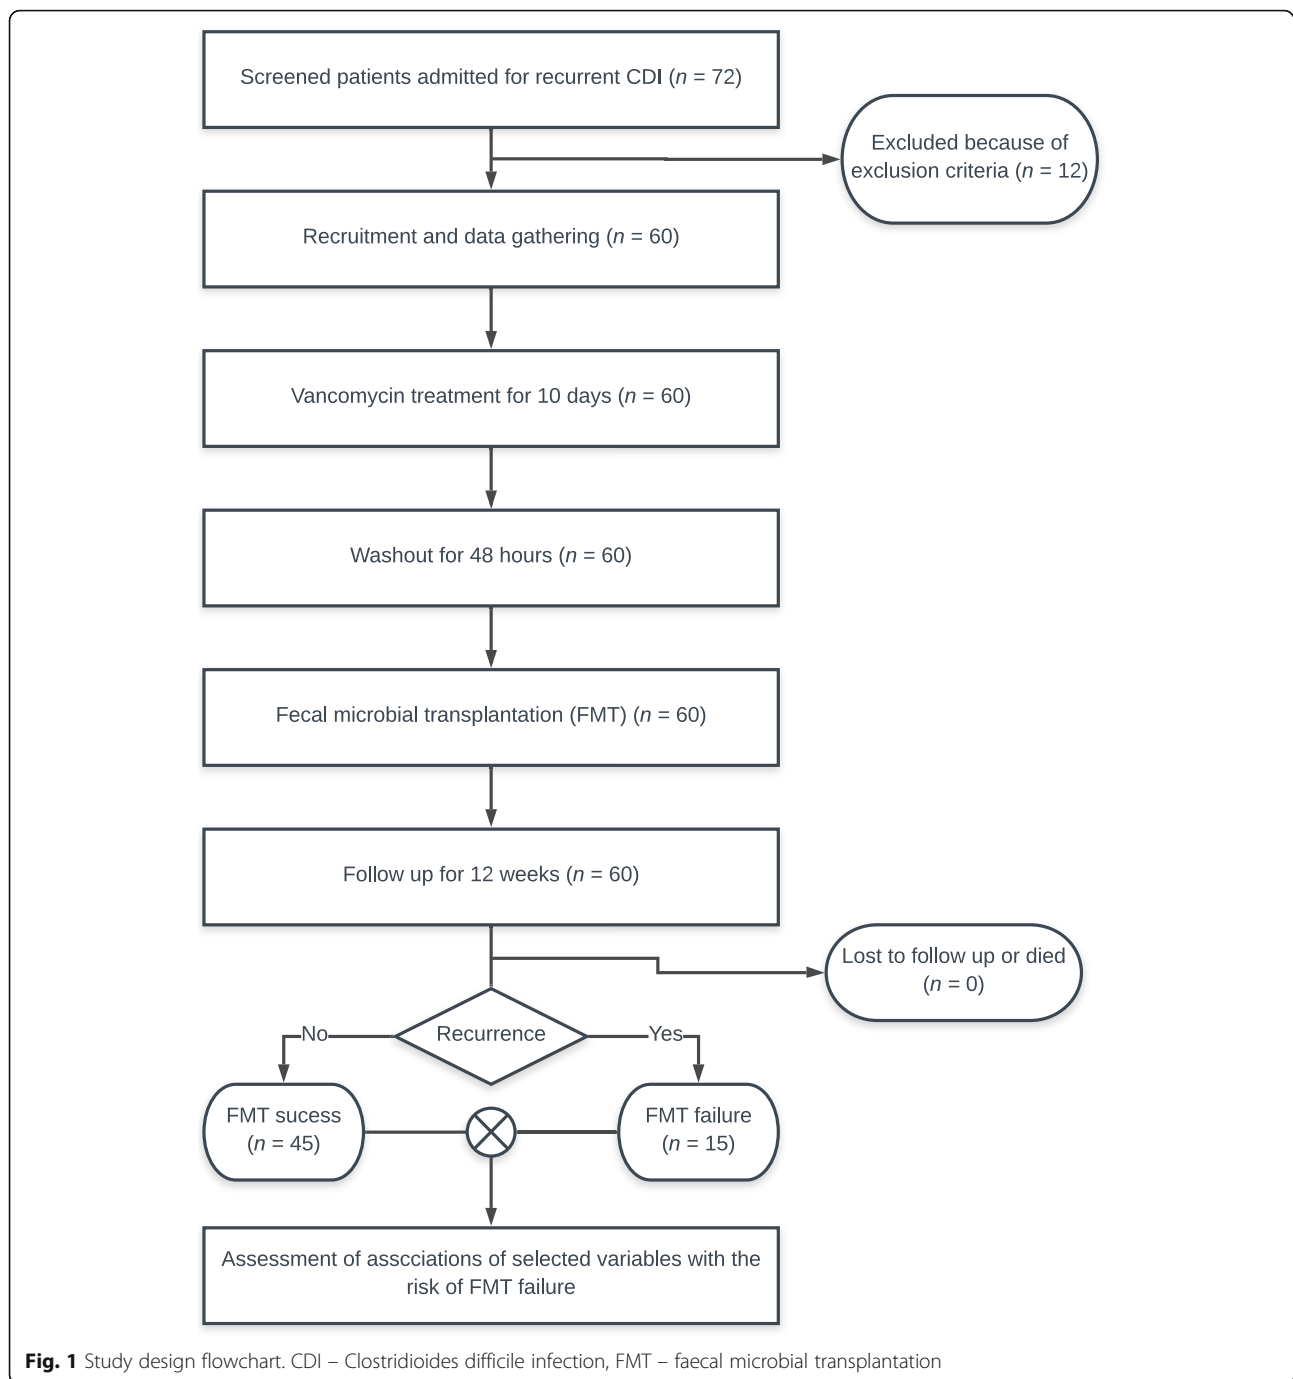 Screened patients admitted for recurrent CDI (n = 72)
Excluded because of
exclusion criteria (n = 12)
Recruitment and data gathering (n = 60)
Vancomycin treatment for 10 days (n = 60)
Washout for 48 hours (n = 60)
Fecal microbial transplantation (FMT) (n = 60)
Follow up for 12 weeks (n = 60)
Lost to follow up or died
(n = 0)
Recurrence
No
Yes
FMT sucess
(n = 45)
FMT failure
(n = 15)
Assessment of asscciations of selected variables with the
risk of FMT failure
Fig. 1 Study design flowchart. CDI – Clostridioides difficile infection, FMT – faecal microbial transplantation